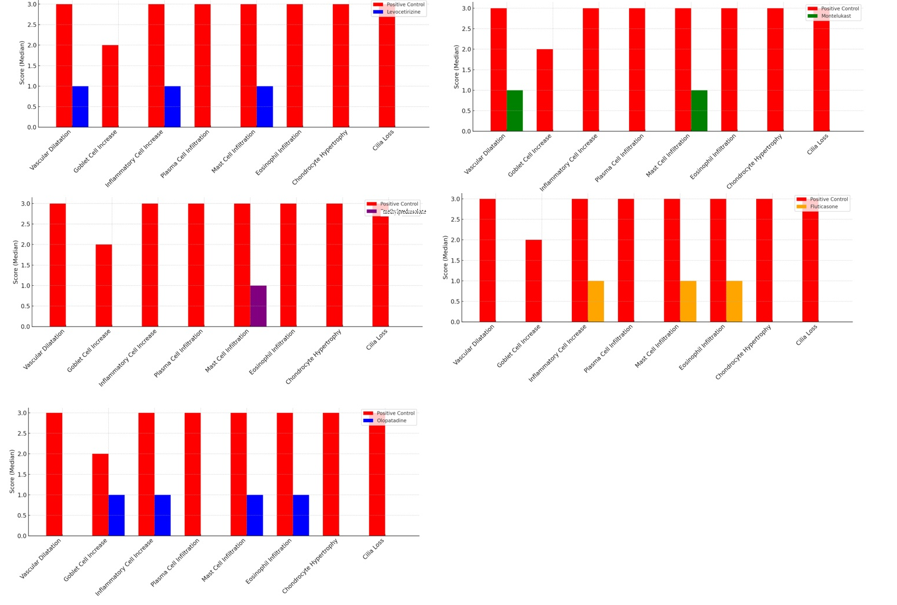 3.0
2.5
2.0
1.5
1.0
0.5
0.0
Score (Median)
Positive Control
Levocetirizine
Vascular Dilatation
Goblet Cell Increase
Inflammatory Cell Increase
Plasma Cell Infiltration
Mast Cell Infiltration
Eosinophil Infiltration
Chondrocyte Hypertrophy
Cilia Loss
3.0
2.5
2.0
1.5
1.0
0.5
0.0
Score (Median)
Positive Control
Montelukast
Vascular Dilatation
Goblet Cell Increase
Inflammatory Cell Increase
Plasma Cell Infiltration
Mast Cell Infiltration
Eosinophil Infiltration
Chondrocyte Hypertrophy
Cilia Loss
3.0
2.5
2.0
1.5
1.0
0.5
0.0
Score (Median)
Positive Control
Vascular Dilatation
Goblet Cell Increase
Inflammatory Cell Increase
Plasma Cell Infiltration
Mast Cell Infiltration
Eosinophil Infiltration
Chondrocyte Hypertrophy
Cilia Loss
3.0
2.5
2.0
1.5
1.0
0.5
0.0
Score (Median)
Positive Control
Fluticasone
Vascular Dilatation
Goblet Cell Increase
Inflammatory Cell Increase
Plasma Cell Infiltration
Mast Cell Infiltration
Eosinophil Infiltration
Chondrocyte Hypertrophy
Cilia Loss
3.0
2.5
2.0
1.5
1.0
0.5
0.0
Score (Median)
Positive Control
Olopatadine
Vascular Dilatation
Goblet Cell Increase
Inflammatory Cell Increase
Plasma Cell Infiltration
Mast Cell Infiltration
Eosinophil Infiltration
Chondrocyte Hypertrophy
Cilia Loss